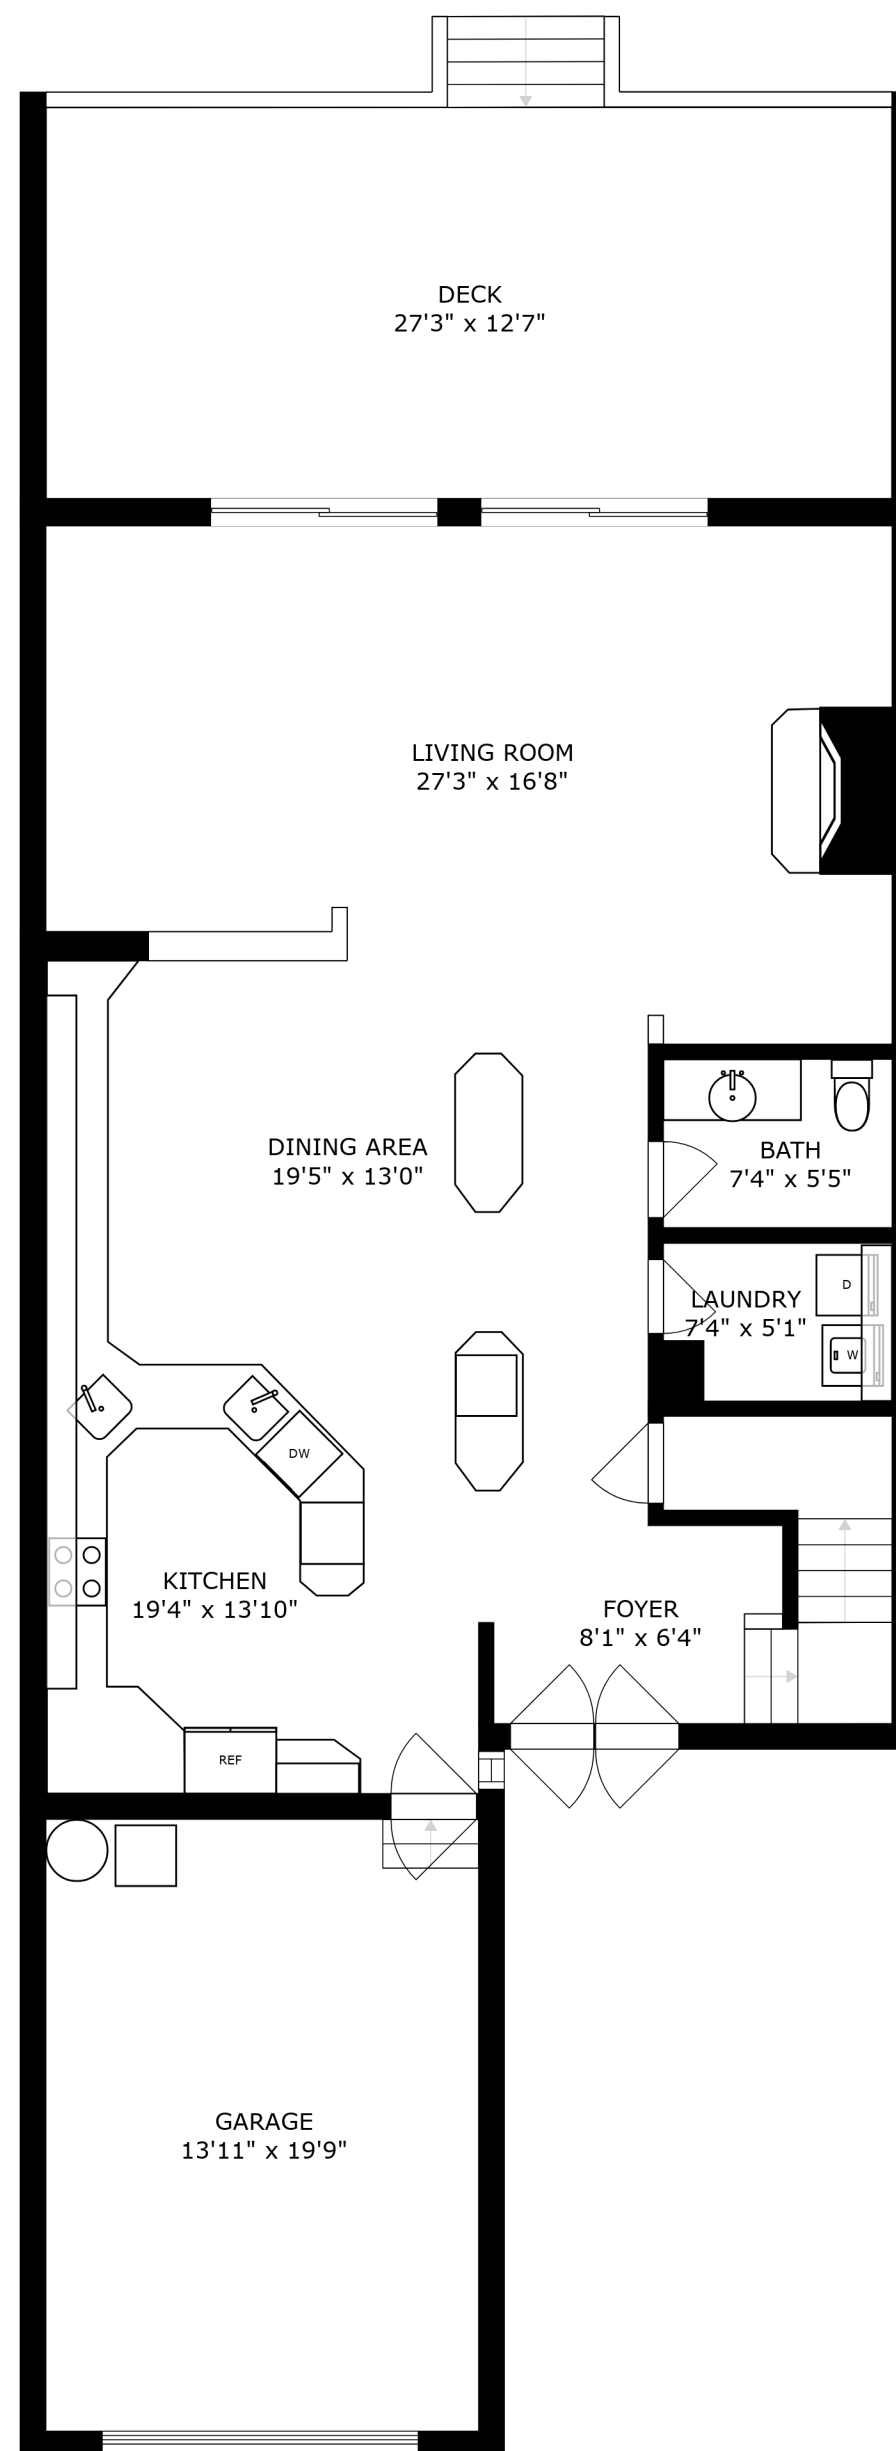 DECK
27'3" x 12'7"
LIVING ROOM
27'3" x 16'8"
DINING AREA
19'5" x 13'0"
BATH
7'4" x 5'5"
D
LAUNDRY
7'4" x 5'1"
W
DW
KITCHEN
19'4" x 13'10"
FOYER
8'1" x 6'4"
REF
GARAGE
13'11" x 19'9"